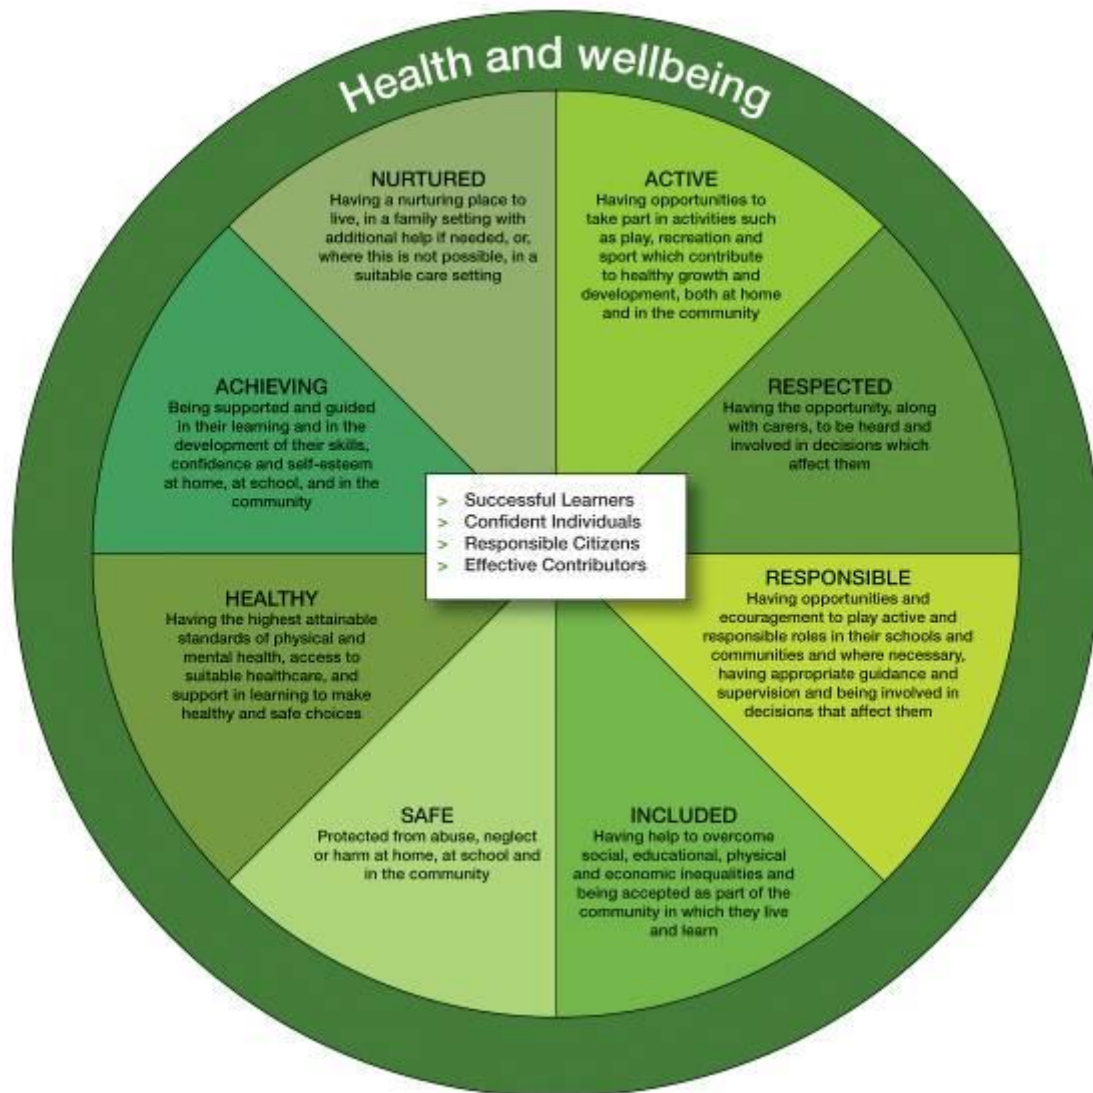 Health and wellbeing
NURTURED
Having a nurturing place to
live, in a family setting with
additional help if needed, or,
where this is not possible, in a
suitable care setting
ACTIVE
Having opportunities to
take part in activities such
as play, recreation and
sport which contribute
to healthy growth and
development, both at home
and in the community
ACHIEVING
Being supported and guided
in their learning and in the
development of their skills,
confidence and self-esteem
at home, at school, and in the
community
RESPECTED
Having the opportunity, along
with carers, to be heard and
involved in decisions which
affect them
> Successful Learners
> Confident Individuals
> Responsible Citizens
> Effective Contributors
HEALTHY
Having the highest attainable
standards of physical and
mental health, access to
suitable healthcare, and
support in learning to make
healthy and safe choices
RESPONSIBLE
Having opportunities and
ecouragement to play active and
responsible roles in their schools and
communities and where necessary,
having appropriate guidance and
supervision and being involved in
decisions that affect them
SAFE
Protected from abuse, neglect
or harm at home, at school and
in the community
INCLUDED
Having help to overcome
social, educational, physical
and economic inequalities and
being accepted as part of the
community in which they live
and learn